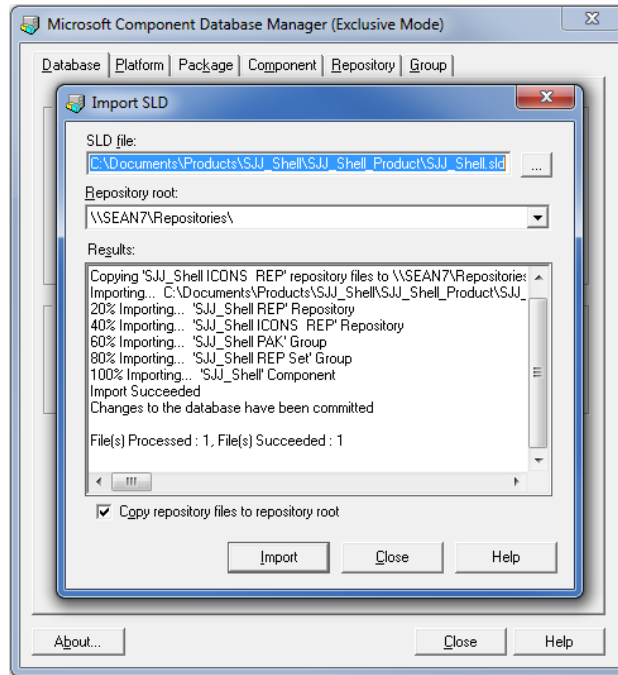 Microsoft Component Database Manager (Exclusive Mode)
Database Platform Package Component Repository Group
Import SLD
SLD file:
C:\Documents\Products\SJJ_Shell\SJJ_Shell_Product\SJJ_Shell.sld
...
Repository root:
\\SEAN7\Repositories\
Results:
Copying 'SJJ_Shell ICONS REP' repository files to \\SEAN7\Repositories
Importing... C:\Documents\Products\SJJ_Shell\SJJ_Shell_Product\SJJ_
20% Importing... 'SJJ_Shell REP' Repository
40% Importing... 'SJJ_Shell ICONS REP' Repository
60% Importing... 'SJJ_Shell PAK' Group
80% Importing... 'SJJ_Shell REP Set' Group
100% Importing... 'SJJ_Shell' Component
Import Succeeded
Changes to the database have been committed
File(s) Processed : 1, File(s) Succeeded : 1
Copy repository files to repository root
Import Close Help
About... Close Help